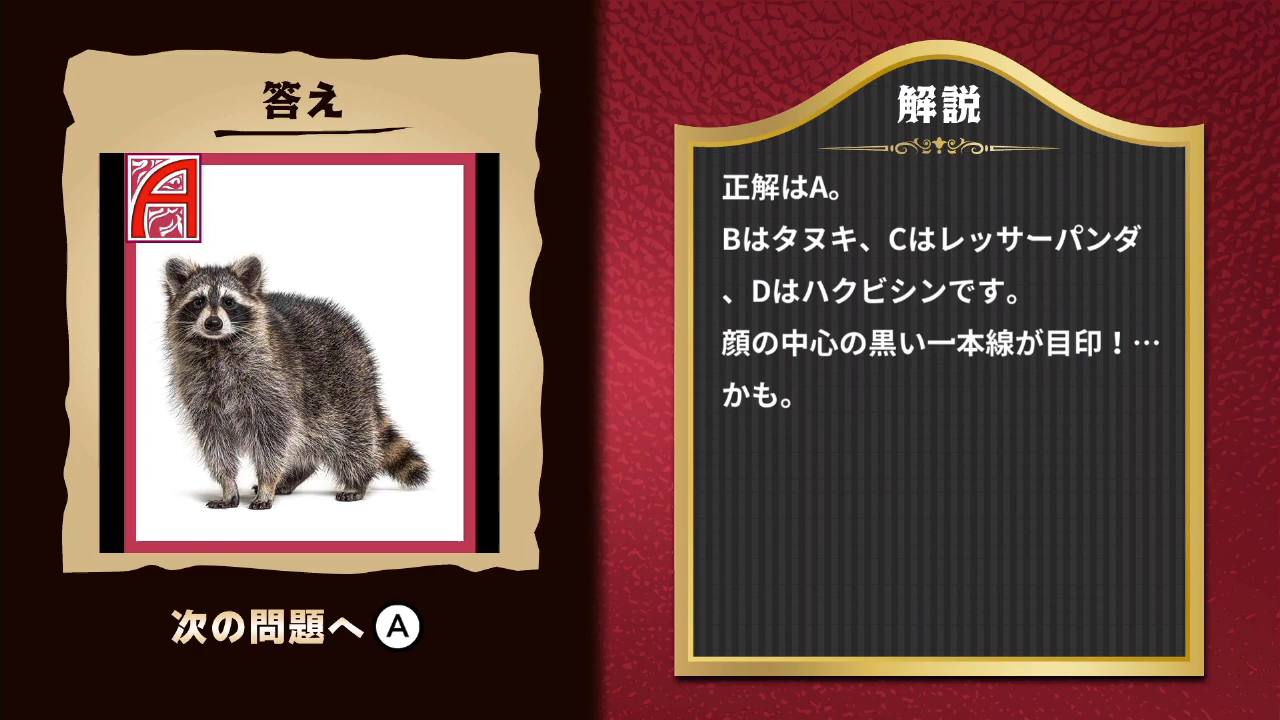 答え
A
次の問題へ A
解説
正解はA。
Bはタヌキ、Cはレッサーパンダ
、Dはハクビシンです。
顔の中心の黒い一本線が目印！…
かも。